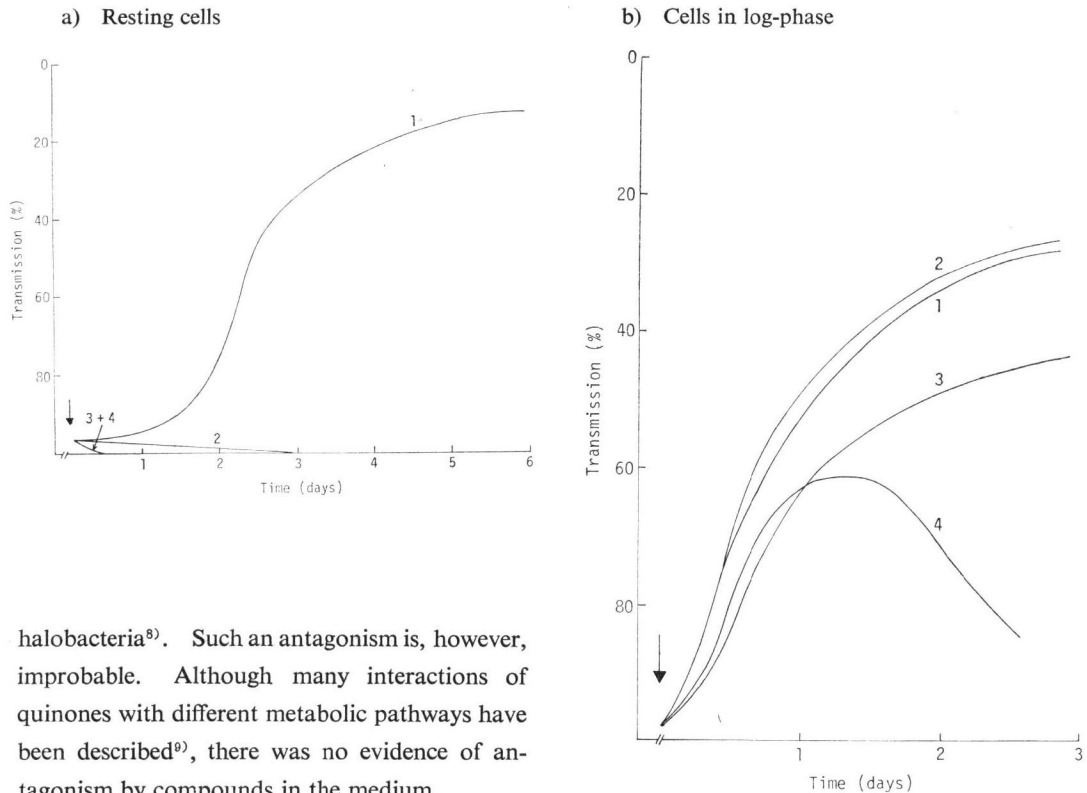 a) Resting cells
0
20
40
60
80
Transmission (%)
1
2
3 + 4
1
2
3
4
5
6
Time (days)
b) Cells in log-phase
0
20
40
60
80
Transmission (%)
2
1
3
4
1
2
3
Time (days)
halobacteria⁸⁾. Such an antagonism is, however,
improbable. Although many interactions of
quinones with different metabolic pathways have
been described⁹⁾, there was no evidence of an-
tagonism by compounds in the medium